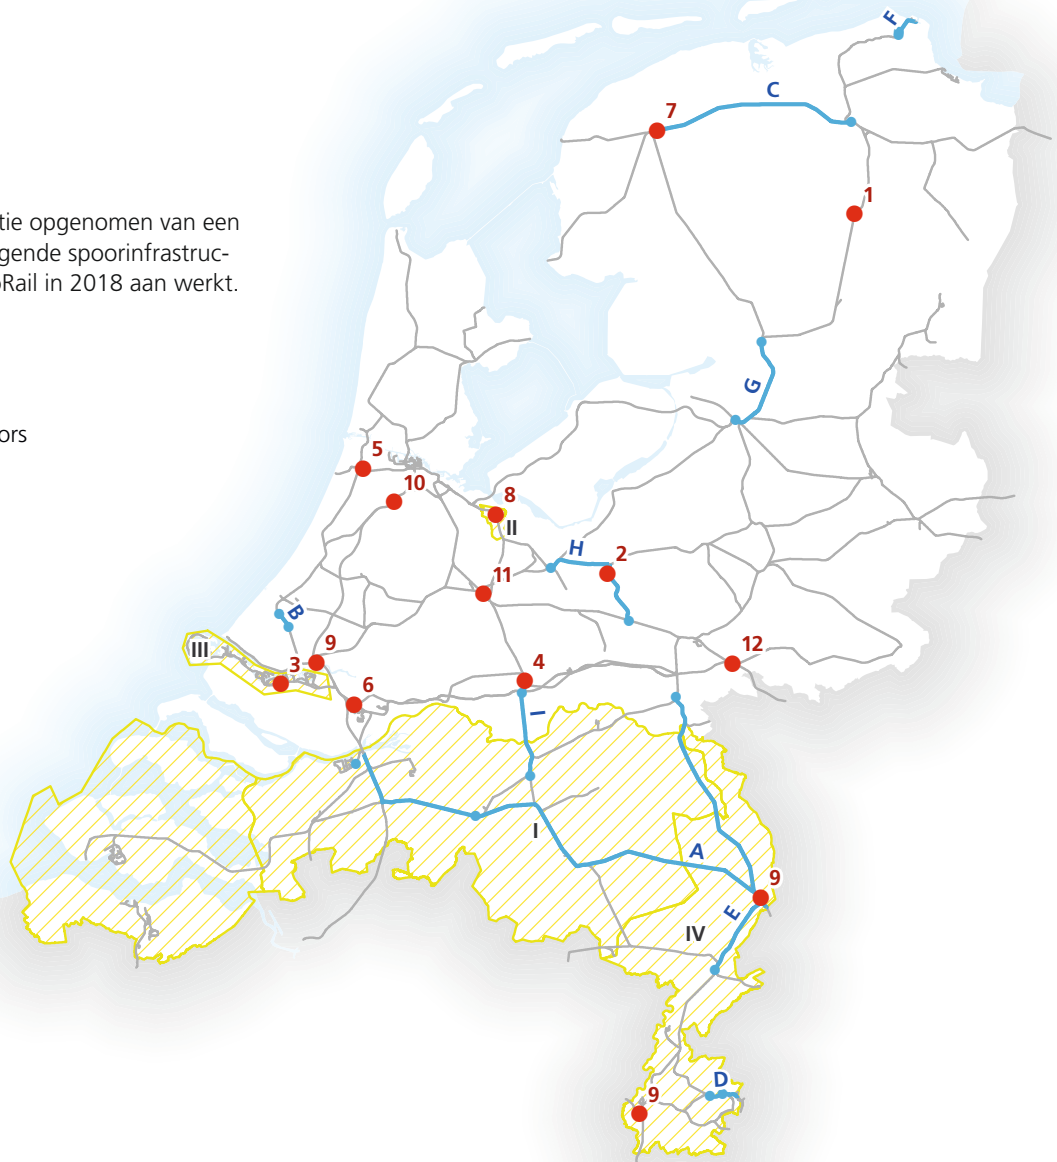 F
C
7
1
tie opgenomen van een
gende spoorinfrastruc-
Rail in 2018 aan werkt.
G
ors
5
10
8
II
H
2
11
B
III
9
3
12
4
6
I
I
A
9
E
IV
D
9